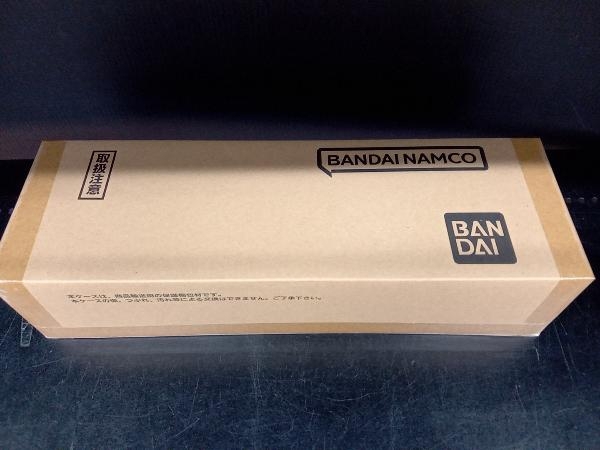 取扱注意
BANDAI NAMCO
BAN
DAI
本ケースは、商品輸送用の保護梱包材です。
本ケースの傷、つぶれ、汚れ等による交換はできません。ご了承下さい。